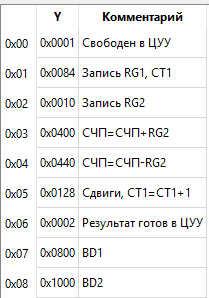 Y Комментарий
0x00 0x0001 Свободен в ЦУУ
0x01 0x0084 Запись RG1, CT1
0x02 0x0010 Запись RG2
0x03 0x0400 СЧП=СЧП+RG2
0x04 0x0440 СЧП=СЧП-RG2
0x05 0x0128 Сдвиги, CT1=CT1+1
0x06 0x0002 Результат готов в ЦУУ
0x07 0x0800 BD1
0x08 0x1000 BD2